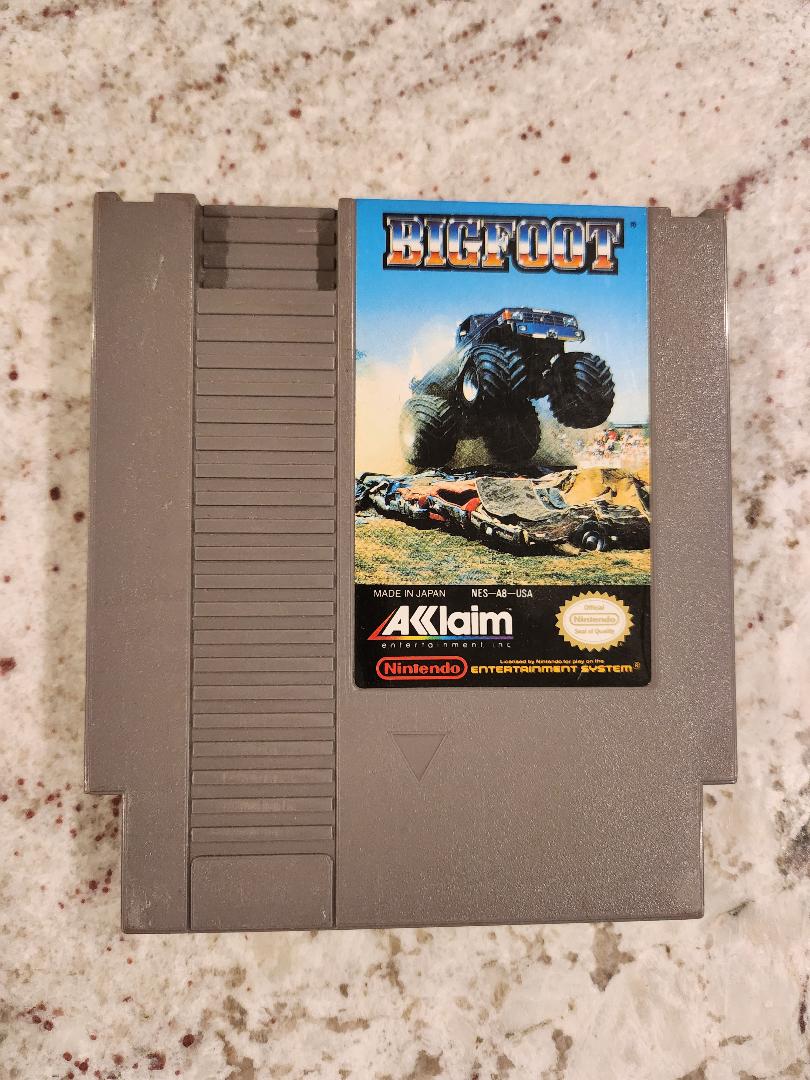 BIGFOOT®
MADE IN JAPAN NES—A8—USA
AKKlaim™
entertainment, inc.
Official
Nintendo
Seal of Quality
Nintendo
Licensed by Nintendo for play on the
ENTERTAINMENT SYSTEM®